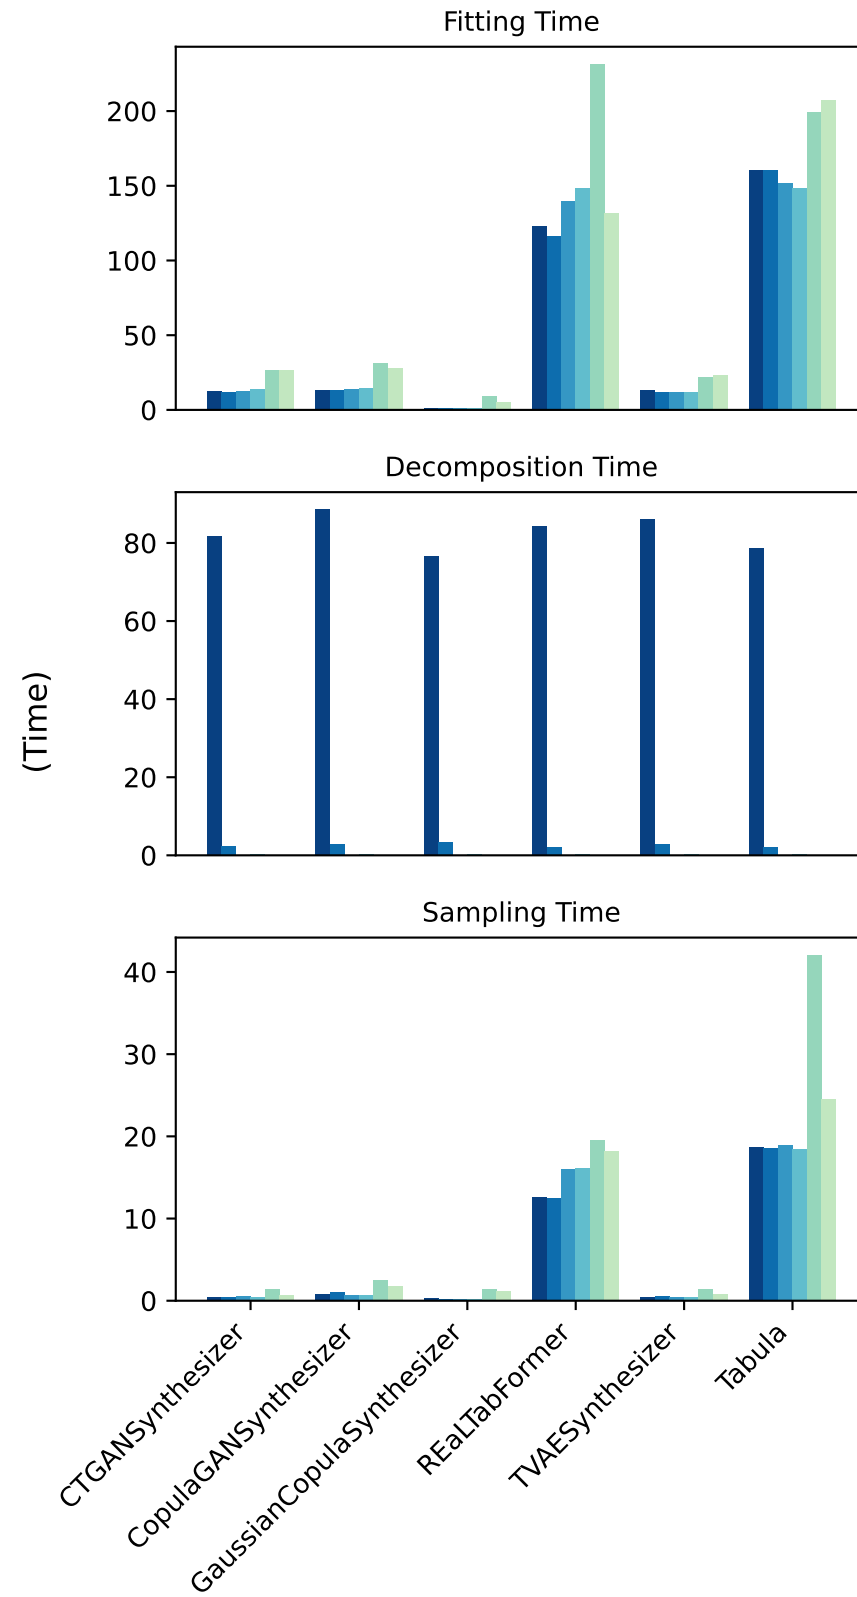 Fitting Time
200
150
100
50
0
Decomposition Time
80
60
40
20
0
(Time)
Sampling Time
40
30
20
10
0
CTGANSynthesizer
CopulaGANSynthesizer
GaussianCopulaSynthesizer
REaLTabFormer
TVAESynthesizer
Tabula